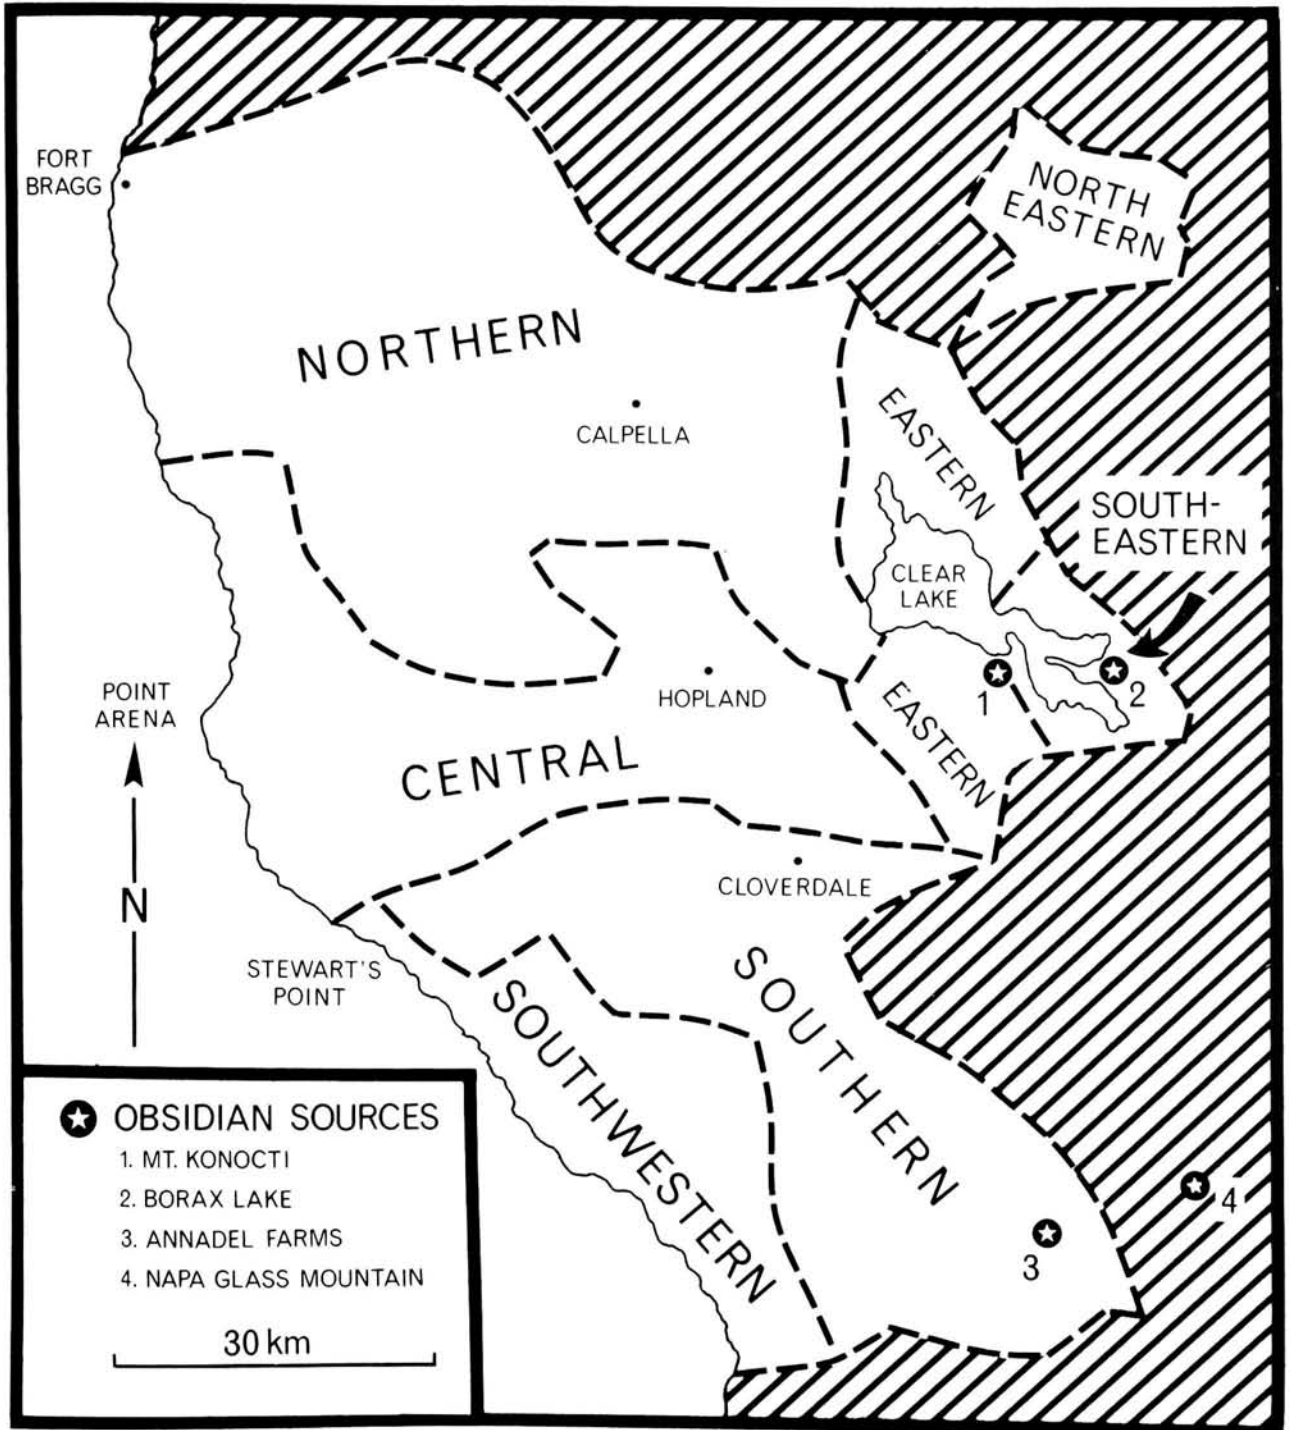 FORT
BRAGG
NORTH
EASTERN
NORTHERN
CALPELLA
EASTERN
SOUTH-
EASTERN
CLEAR
LAKE
POINT
ARENA
HOPLAND
1
2
EASTERN
CENTRAL
N
CLOVERDALE
STEWART'S
POINT
SOUTHERN
SOUTHWESTERN
4
3
OBSIDIAN SOURCES
1. MT. KONOCTI
2. BORAX LAKE
3. ANNADEL FARMS
4. NAPA GLASS MOUNTAIN
30 km